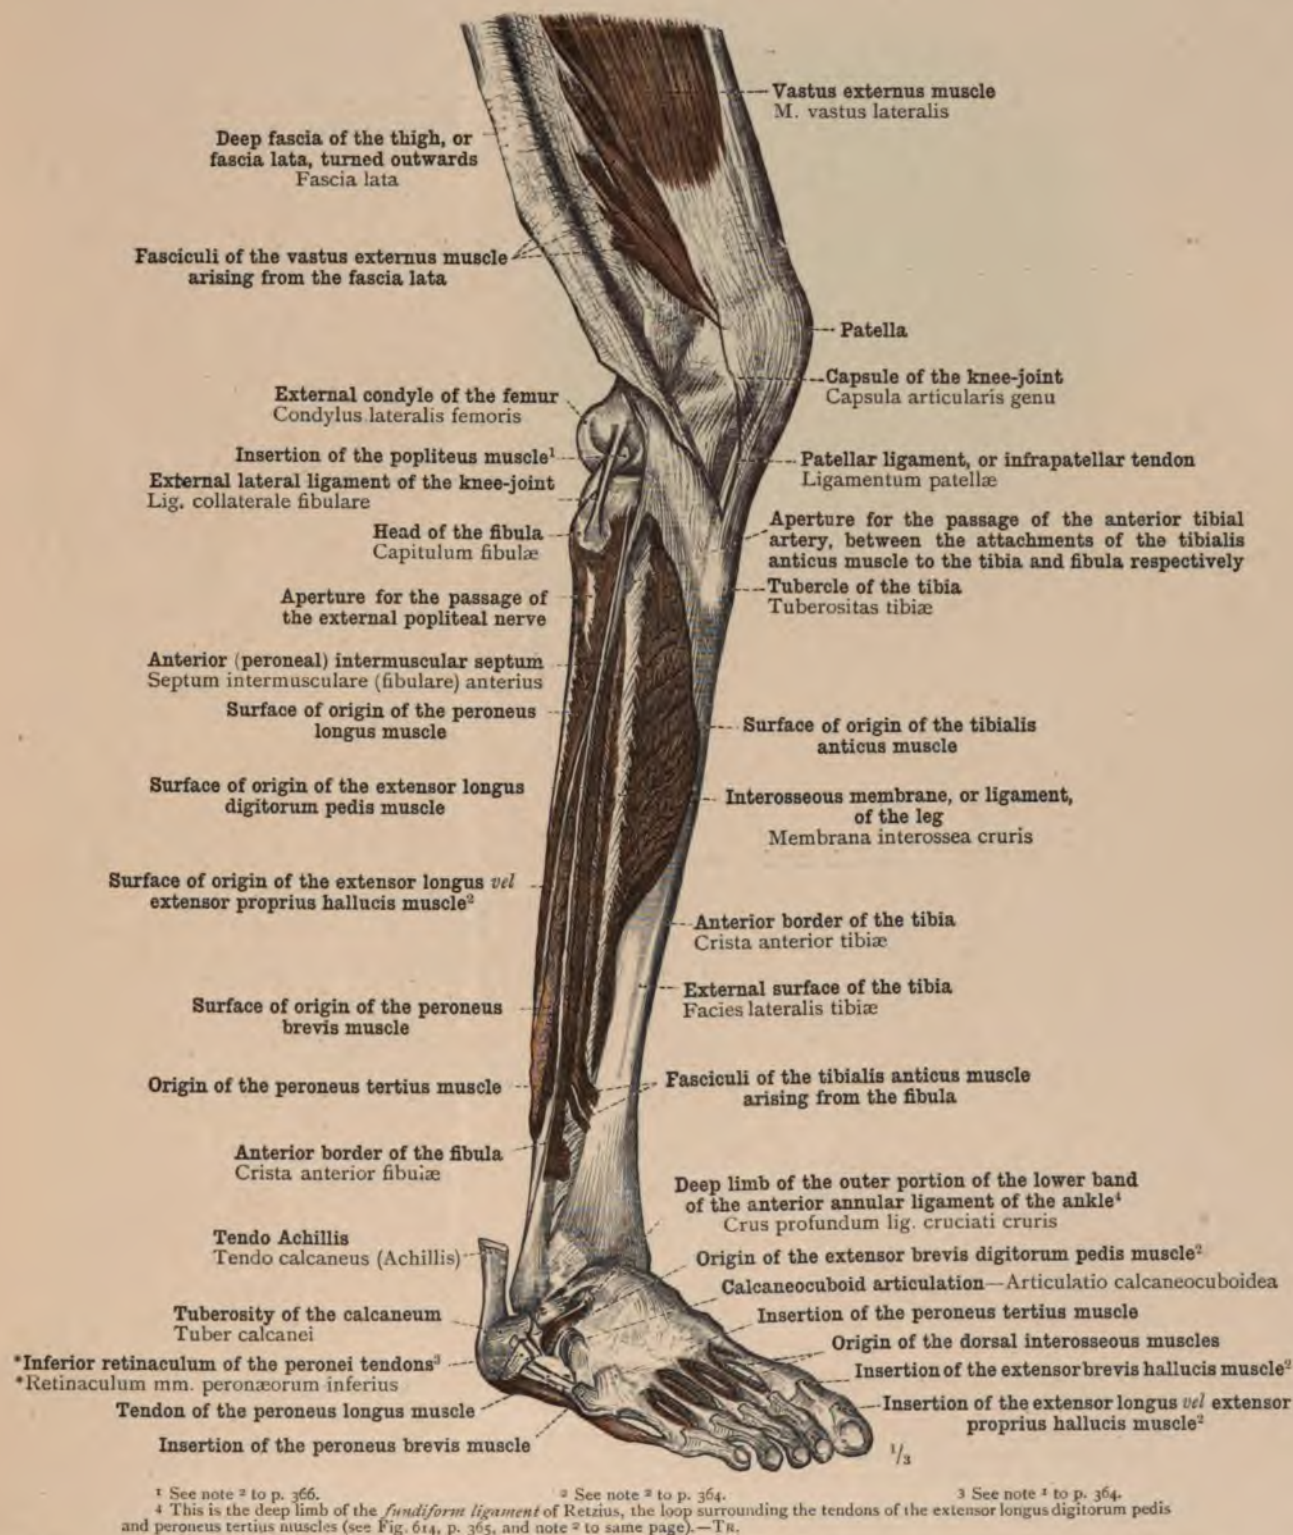 Vastus externus muscle
M. vastus lateralis
Deep fascia of the thigh, or
fascia lata, turned outwards
Fascia lata
Fasciculi of the vastus externus muscle
arising from the fascia lata
Patella
Capsule of the knee-joint
Capsula articularis genu
External condyle of the femur
Condylus lateralis femoris
Insertion of the popliteus muscle¹
External lateral ligament of the knee-joint
Lig. collaterale fibulare
Patellar ligament, or infrapatellar tendon
Ligamentum patellæ
Head of the fibula
Capitulum fibulæ
Aperture for the passage of the anterior tibial
artery, between the attachments of the tibialis
anticus muscle to the tibia and fibula respectively
Tubercle of the tibia
Tuberositas tibiæ
Aperture for the passage of
the external popliteal nerve
Anterior (peroneal) intermuscular septum
Septum intermusculare (fibulare) anterius
Surface of origin of the peroneus
longus muscle
Surface of origin of the tibialis
anticus muscle
Surface of origin of the extensor longus
digitorum pedis muscle
Interosseous membrane, or ligament,
of the leg
Membrana interossea cruris
Surface of origin of the extensor longus vel
extensor proprius hallucis muscle²
Anterior border of the tibia
Crista anterior tibiæ
External surface of the tibia
Facies lateralis tibiæ
Surface of origin of the peroneus
brevis muscle
Origin of the peroneus tertius muscle
Fasciculi of the tibialis anticus muscle
arising from the fibula
Anterior border of the fibula
Crista anterior fibulæ
Deep limb of the outer portion of the lower band
of the anterior annular ligament of the ankle⁴
Crus profundum lig. cruciati cruris
Tendo Achillis
Tendo calcaneus (Achillis)
Origin of the extensor brevis digitorum pedis muscle²
Calcaneocuboid articulation—Articulatio calcaneocuboidea
Tuberosity of the calcaneum
Tuber calcanei
Insertion of the peroneus tertius muscle
Origin of the dorsal interosseous muscles
*Inferior retinaculum of the peronei tendons³
*Retinaculum mm. peronæorum inferius
Insertion of the extensor brevis hallucis muscle²
Tendon of the peroneus longus muscle
Insertion of the extensor longus vel extensor
proprius hallucis muscle²
Insertion of the peroneus brevis muscle
1/3
¹ See note ² to p. 366. ² See note ² to p. 364. 3 See note ¹ to p. 364.
4 This is the deep limb of the fundiform ligament of Retzius, the loop surrounding the tendons of the extensor longus digitorum pedis
and peroneus tertius muscles (see Fig. 614, p. 365, and note ² to same page).—TR.